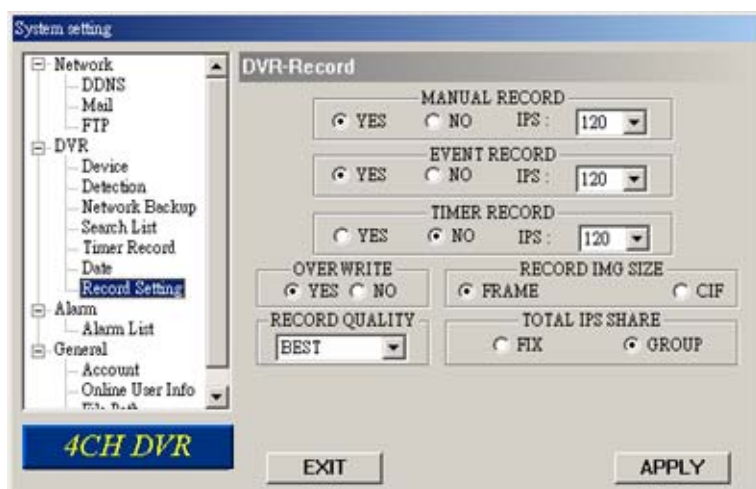 System setting
Network
DDNS
Mail
FTP
DVR
Device
Detection
Network Backup
Search List
Timer Record
Date
Record Setting
Alarm
Alarm List
General
Account
Online User Info
File Path
4CH DVR
DVR-Record
MANUAL RECORD
YES NO IPS : 120
EVENT RECORD
YES NO IPS : 120
TIMER RECORD
YES NO IPS : 120
OVERWRITE
YES NO
RECORD IMG SIZE
FRAME CIF
RECORD QUALITY
BEST
TOTAL IPS SHARE
FIX GROUP
EXIT APPLY